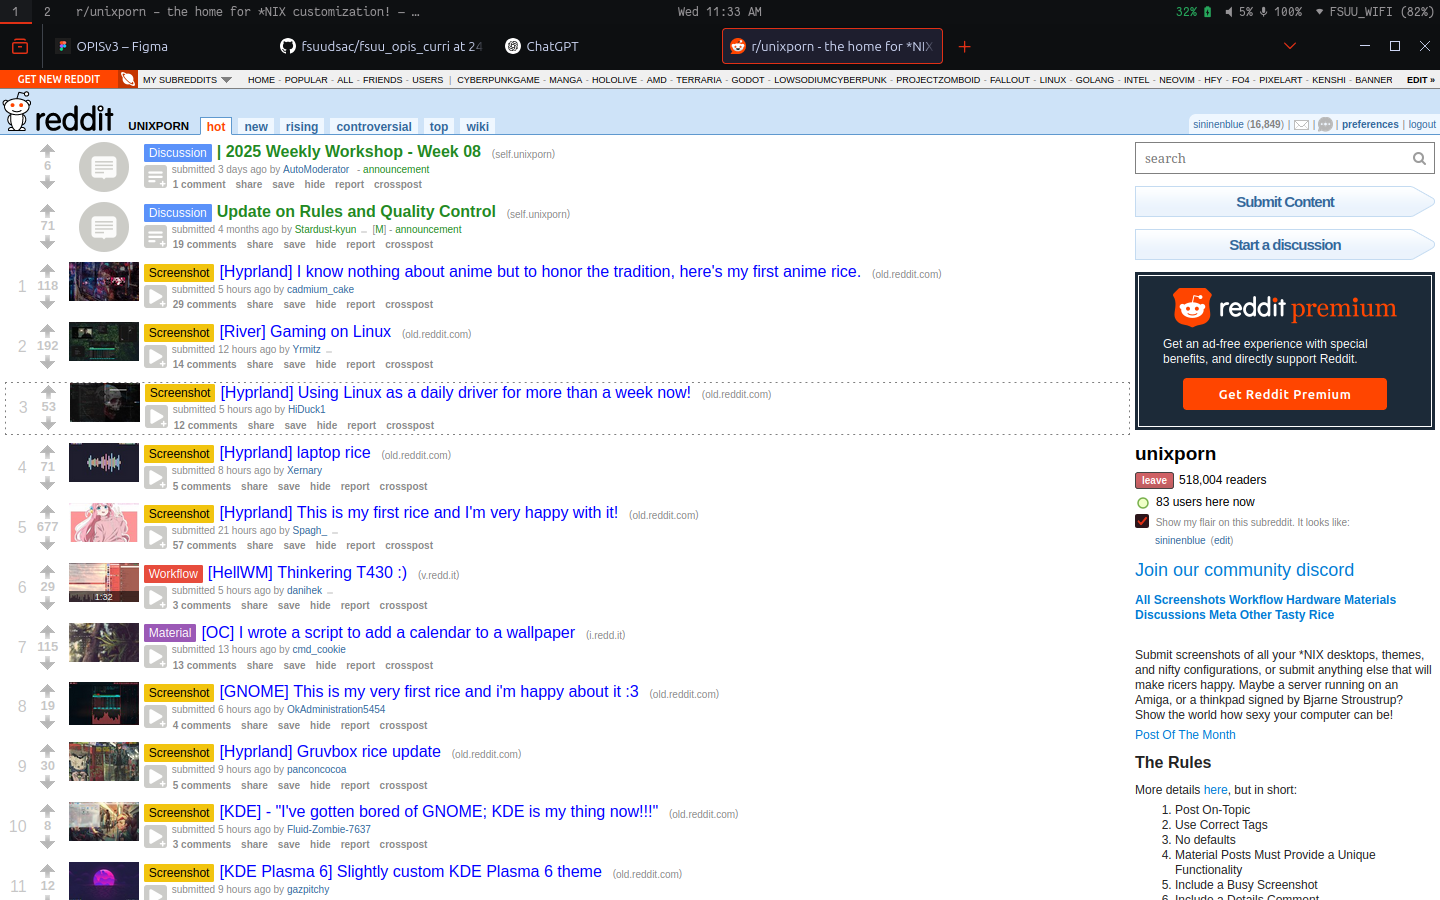 1 2 r/unixporn – the home for *NIX customization! — … Wed 11:33 AM 32% 5% 100% FSUU_WIFI (82%)
OPISv3 – Figma fsuudsac/fsuu_opis_curri at 24 ChatGPT r/unixporn - the home for *NIX
GET NEW REDDIT MY SUBREDDITS HOME - POPULAR - ALL - FRIENDS - USERS | CYBERPUNKGAME - MANGA - HOLOLIVE - AMD - TERRARIA - GODOT - LOWSODIUMCYBERPUNK - PROJECTZOMBOID - FALLOUT - LINUX - GOLANG - INTEL - NEOVIM - HFY - FO4 - PIXELART - KENSHI - BANNER EDIT »
reddit UNIXPORN hot new rising controversial top wiki
sininenblue (16,849) | | | preferences | logout
6
Discussion | 2025 Weekly Workshop - Week 08 (self.unixporn)
submitted 3 days ago by AutoModerator - announcement
1 comment share save hide report crosspost
71
Discussion Update on Rules and Quality Control (self.unixporn)
submitted 4 months ago by Stardust-kyun … [M] - announcement
19 comments share save hide report crosspost
1 118
Screenshot [Hyprland] I know nothing about anime but to honor the tradition, here's my first anime rice. (old.reddit.com)
submitted 5 hours ago by cadmium_cake
29 comments share save hide report crosspost
2 192
Screenshot [River] Gaming on Linux (old.reddit.com)
submitted 12 hours ago by Yrmitz …
14 comments share save hide report crosspost
3 53
Screenshot [Hyprland] Using Linux as a daily driver for more than a week now! (old.reddit.com)
submitted 5 hours ago by HiDuck1
12 comments share save hide report crosspost
4 71
Screenshot [Hyprland] laptop rice (old.reddit.com)
submitted 8 hours ago by Xernary
5 comments share save hide report crosspost
5 677
Screenshot [Hyprland] This is my first rice and I'm very happy with it! (old.reddit.com)
submitted 21 hours ago by Spagh_ …
57 comments share save hide report crosspost
6 29
1:32
Workflow [HellWM] Thinkering T430 :) (v.redd.it)
submitted 5 hours ago by danihek …
3 comments share save hide report crosspost
7 115
Material [OC] I wrote a script to add a calendar to a wallpaper (i.redd.it)
submitted 13 hours ago by cmd_cookie
13 comments share save hide report crosspost
8 19
Screenshot [GNOME] This is my very first rice and i'm happy about it :3 (old.reddit.com)
submitted 6 hours ago by OkAdministration5454
4 comments share save hide report crosspost
9 30
Screenshot [Hyprland] Gruvbox rice update (old.reddit.com)
submitted 9 hours ago by panconcocoa
5 comments share save hide report crosspost
10 8
Screenshot [KDE] - "I've gotten bored of GNOME; KDE is my thing now!!!" (old.reddit.com)
submitted 5 hours ago by Fluid-Zombie-7637
3 comments share save hide report crosspost
11 12
Screenshot [KDE Plasma 6] Slightly custom KDE Plasma 6 theme (old.reddit.com)
submitted 9 hours ago by gazpitchy
search
Submit Content
Start a discussion
reddit premium
Get an ad-free experience with special
benefits, and directly support Reddit.
Get Reddit Premium
unixporn
leave 518,004 readers
83 users here now
Show my flair on this subreddit. It looks like:
sininenblue (edit)
Join our community discord
All Screenshots Workflow Hardware Materials
Discussions Meta Other Tasty Rice
Submit screenshots of all your *NIX desktops, themes,
and nifty configurations, or submit anything else that will
make ricers happy. Maybe a server running on an
Amiga, or a thinkpad signed by Bjarne Stroustrup?
Show the world how sexy your computer can be!
Post Of The Month
The Rules
More details here, but in short:
1. Post On-Topic
2. Use Correct Tags
3. No defaults
4. Material Posts Must Provide a Unique
Functionality
5. Include a Busy Screenshot
6. Include a Details Comment